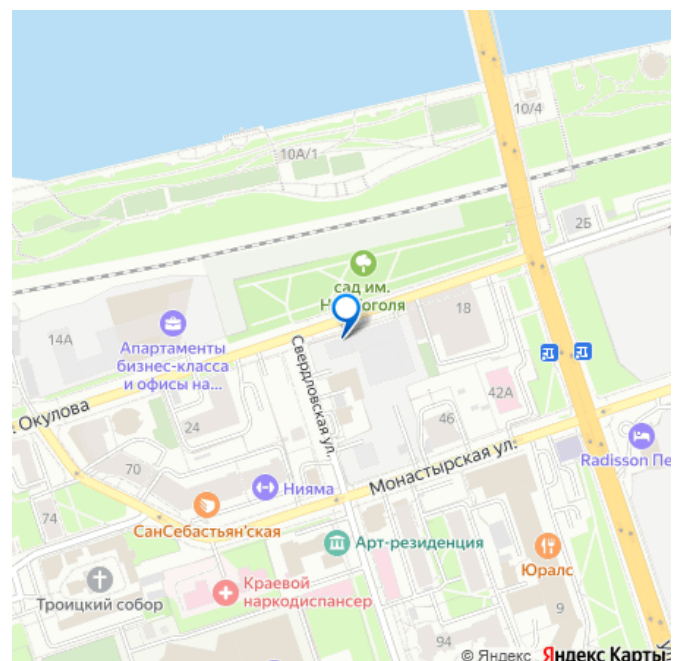 10/4
10А/1
2Б
сад им.
18
14А
Апартаменты
бизнес-класса
и офисы на...
Свердловская ул.
42А
Окулова
24
46
Монастырская ул.
70
Radisson Пе
Нияма
74
СанСебастьян'ская
Арт-резиденция
Юралс
Троицкий собор
Краевой
наркодиспансер
9
94
© Яндекс Яндекс Карты